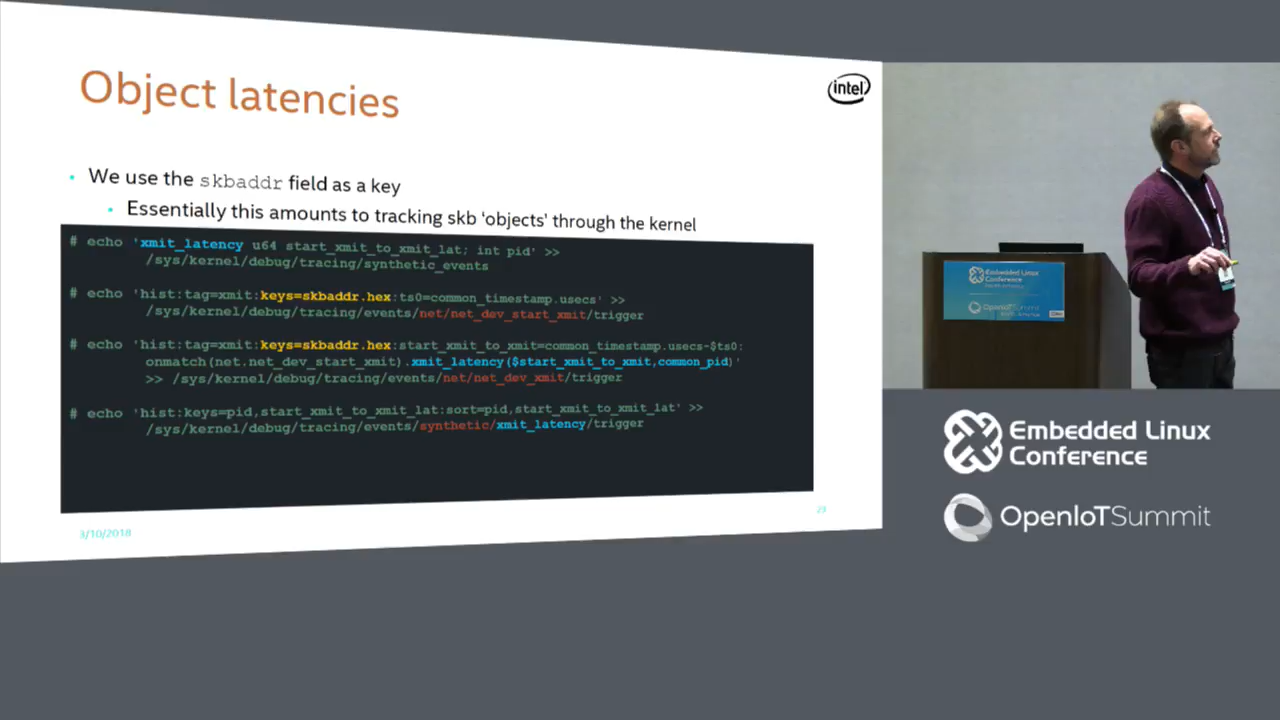 Object latencies
intel
• We use the skbaddr field as a key
• Essentially this amounts to tracking skb ‘objects’ through the kernel
# echo 'xmit_latency u64 start_xmit_to_xmit_lat; int pid' >>
/sys/kernel/debug/tracing/synthetic_events
# echo 'hist:tag=xmit:keys=skbaddr.hex:ts0=common_timestamp.usecs' >>
/sys/kernel/debug/tracing/events/net/net_dev_start_xmit/trigger
# echo 'hist:tag=xmit:keys=skbaddr.hex:start_xmit_to_xmit=common_timestamp.usecs-$ts0:
onmatch(net.net_dev_start_xmit).xmit_latency($start_xmit_to_xmit,common_pid)'
>> /sys/kernel/debug/tracing/events/net/net_dev_xmit/trigger
# echo 'hist:keys=pid,start_xmit_to_xmit_lat:sort=pid,start_xmit_to_xmit_lat' >>
/sys/kernel/debug/tracing/events/synthetic/xmit_latency/trigger
3/10/2018
23
Embedded Linux
Conference
OpenIoTSummit
Embedded Linux
Conference
OpenIoTSummit